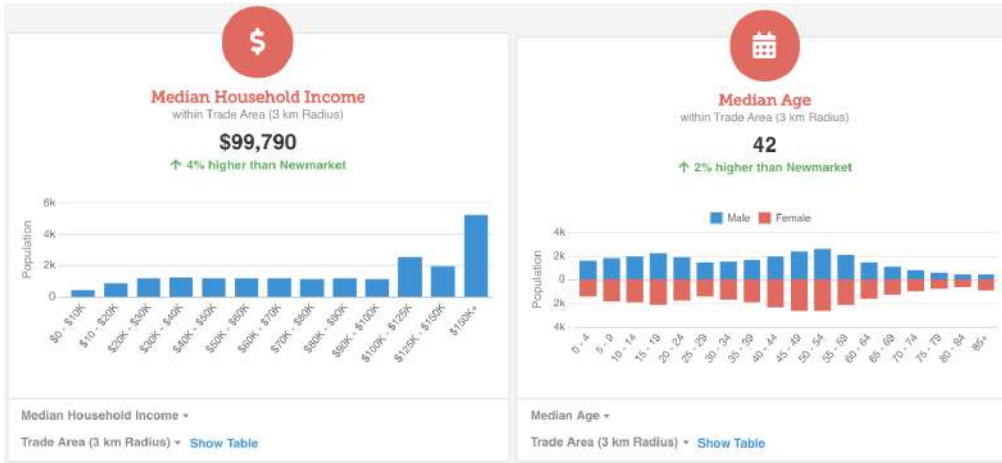 $
Median Household Income
within Trade Area (3 km Radius)
$99,790
↑ 4% higher than Newmarket
6k
4k
2k
0
Population
$0 - $10K
$10 - $20K
$20K - $30K
$30K - $40K
$40K - $50K
$50K - $60K
$60K - $70K
$70K - $80K
$80K - $90K
$90K - $100K
$100K - $125K
$125K - $150K
$150K+
Median Household Income
Trade Area (3 km Radius) Show Table
Median Age
within Trade Area (3 km Radius)
42
↑ 2% higher than Newmarket
Male Female
4k
2k
0
2k
4k
Population
0 - 4
5 - 9
10 - 14
15 - 19
20 - 24
25 - 29
30 - 34
35 - 39
40 - 44
45 - 49
50 - 54
55 - 59
60 - 64
65 - 69
70 - 74
75 - 79
80 - 84
85+
Median Age
Trade Area (3 km Radius) Show Table